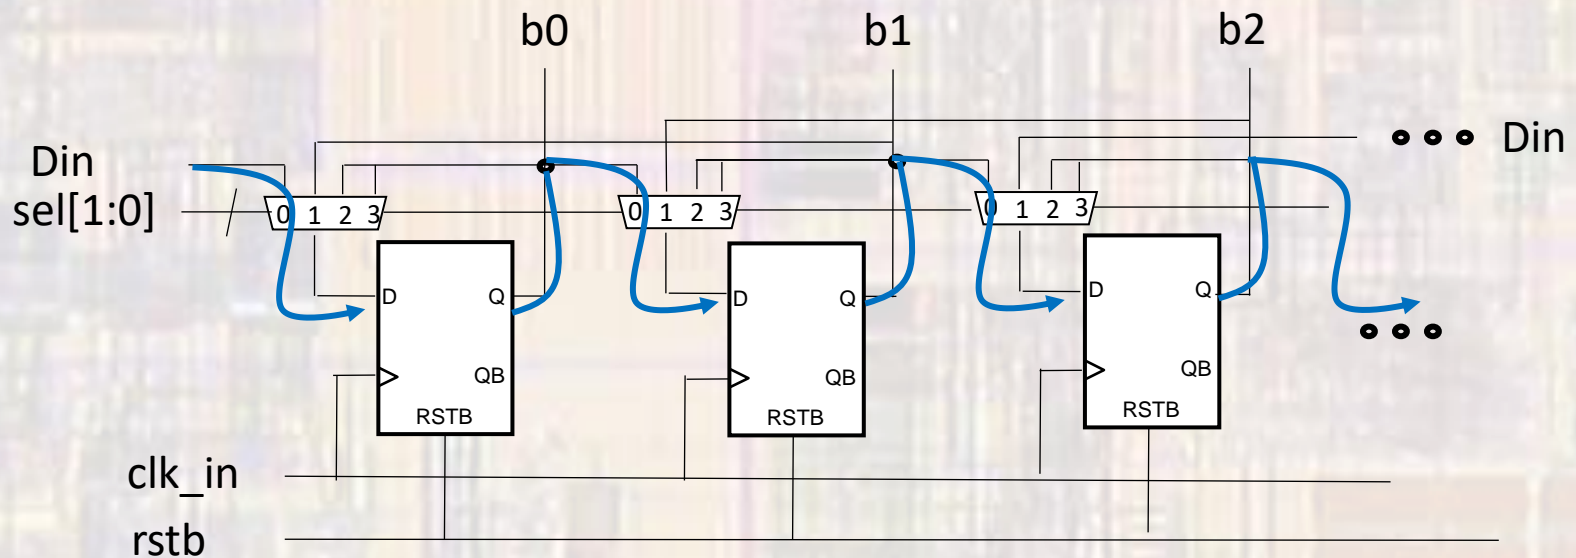 b0 b1 b2
Din Din
sel[1:0] 0 1 2 3 0 1 2 3 0 1 2 3
D Q D Q D Q
QB QB QB
RSTB RSTB RSTB
clk_in
rstb